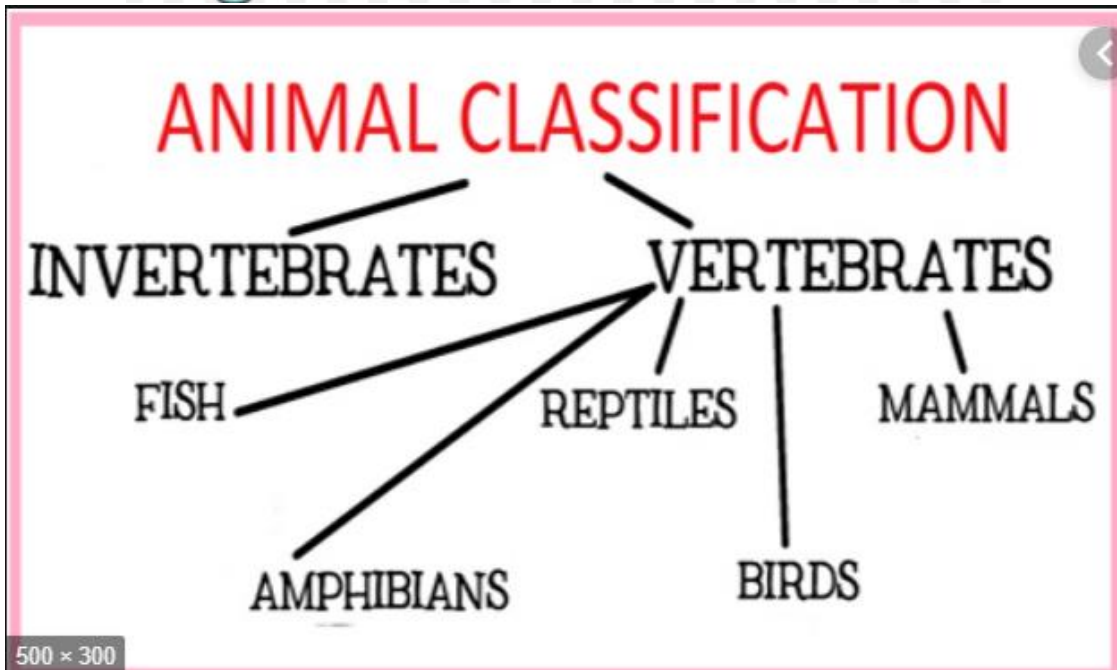 ANIMAL CLASSIFICATION
INVERTEBRATES VERTEBRATES
FISH REPTILES MAMMALS
AMPHIBIANS BIRDS
500 × 300